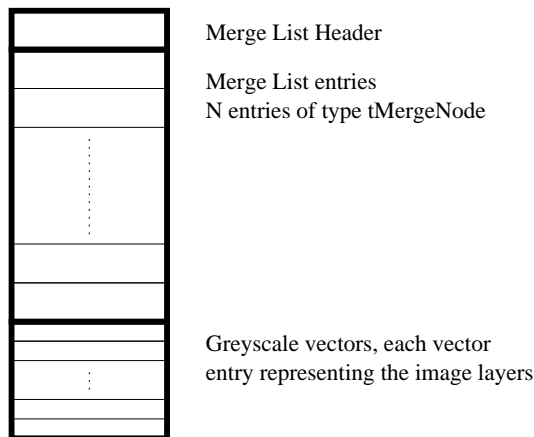 Merge List Header
Merge List entries
N entries of type tMergeNode
Greyscale vectors, each vector
entry representing the image layers